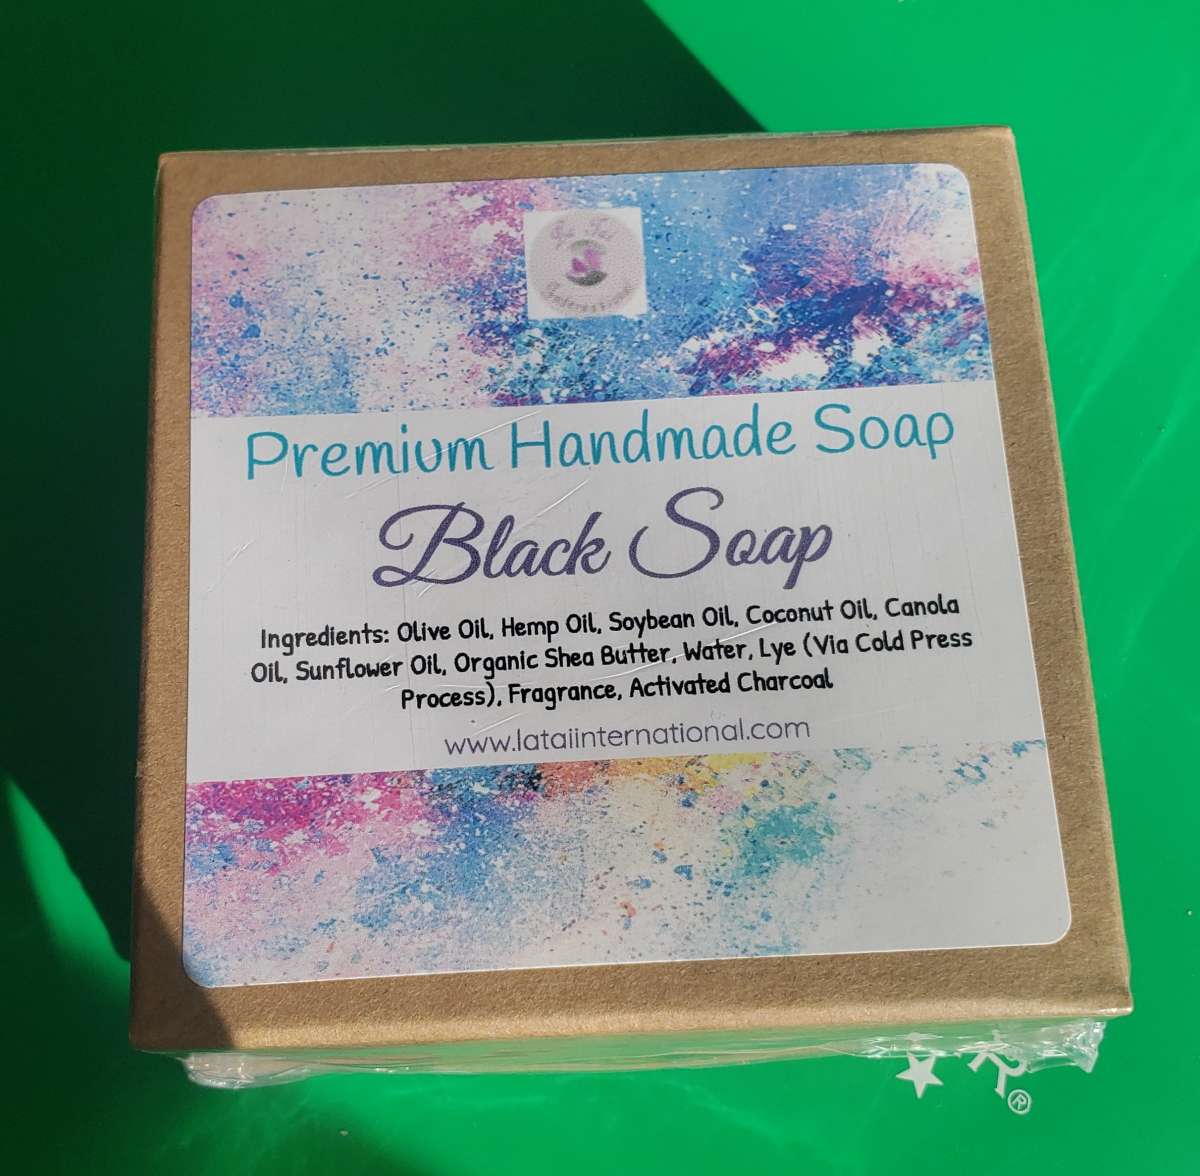 Premium Handmade Soap
Black Soap
Ingredients: Olive Oil, Hemp Oil, Soybean Oil, Coconut Oil, Canola
Oil, Sunflower Oil, Organic Shea Butter, Water, Lye (Via Cold Press
Process), Fragrance, Activated Charcoal
www.lataiinternational.com
R®